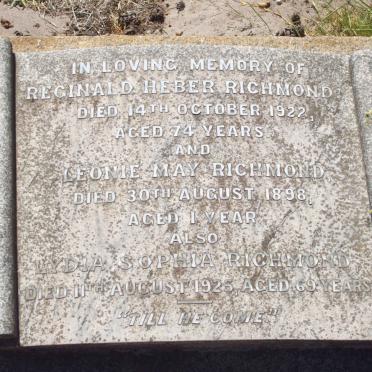 IN LOVING MEMORY OF
REGINALD HEBER RICHMOND,
DIED 14TH OCTOBER 1922,
AGED 74 YEARS
AND
LEONIE MAY RICHMOND
DIED 30TH AUGUST 1898,
AGED 1 YEAR
ALSO
LYDIA SOPHIA RICHMOND
DIED 11TH AUGUST 1925, AGED 69 YEARS
"TILL HE COME"